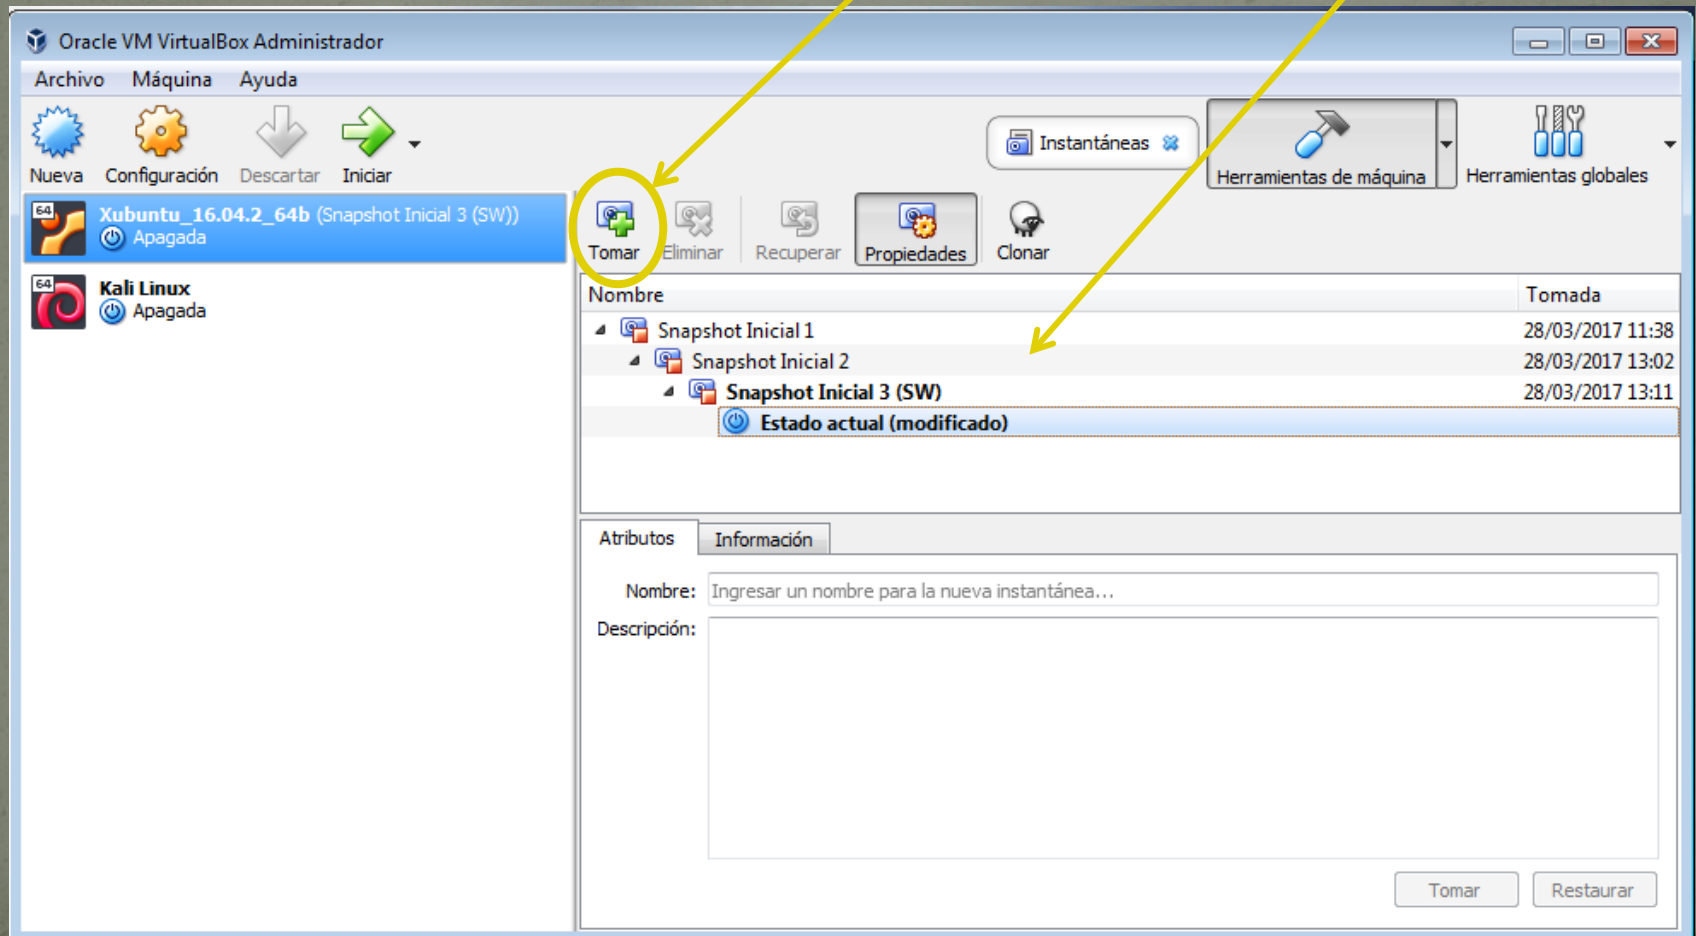 Oracle VM VirtualBox Administrador
Archivo Máquina Ayuda
Nueva Configuración Descartar Iniciar
Instantáneas
Herramientas de máquina
Herramientas globales
64
Xubuntu_16.04.2_64b (Snapshot Inicial 3 (SW))
Apagada
64
Kali Linux
Apagada
Tomar Eliminar Recuperar Propiedades Clonar
Nombre Tomada
Snapshot Inicial 1 28/03/2017 11:38
Snapshot Inicial 2 28/03/2017 13:02
Snapshot Inicial 3 (SW) 28/03/2017 13:11
Estado actual (modificado)
Atributos Información
Nombre: Ingresar un nombre para la nueva instantánea...
Descripción:
Tomar Restaurar